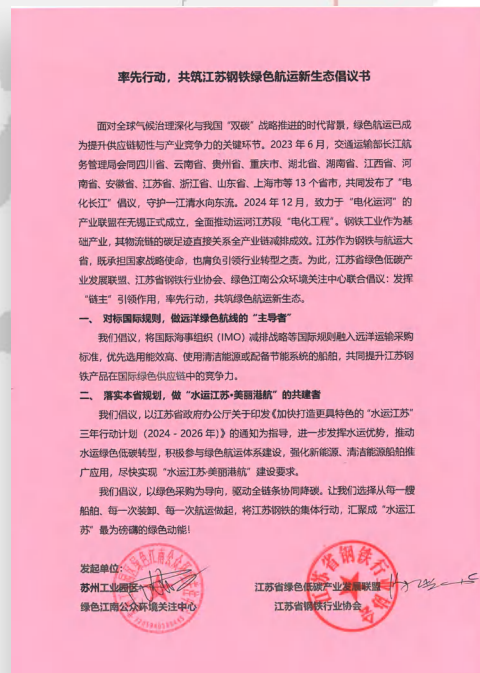 率先行动，共筑江苏钢铁绿色航运新生态倡议书
面对全球气候治理深化与我国“双碳”战略推进的时代背景，绿色航运已成
为提升供应链韧性与产业竞争力的关键环节。2023 年 6 月，交通运输部长江航
务管理局会同四川省、云南省、贵州省、重庆市、湖北省、湖南省、江西省、河
南省、安徽省、江苏省、浙江省、山东省、上海市等 13 个省市，共同发布了“电
化长江”倡议，守护一江清水向东流。2024 年 12 月，致力于“电化运河”的
产业联盟在无锡正式成立，全面推动运河江苏段“电化工程”。钢铁工业作为基
础产业，其物流链的碳足迹直接关系全产业链减排成效。江苏作为钢铁与航运大
省，既承担国家战略使命，也肩负引领行业转型之责。为此，江苏省绿色低碳产
业发展联盟、江苏省钢铁行业协会、绿色江南公众环境关注中心联合倡议：发挥
“链主”引领作用，率先行动，共筑绿色航运新生态。
一、 对标国际规则，做远洋绿色航线的“主导者”
我们倡议，将国际海事组织（IMO）减排战略等国际规则融入远洋运输采购
标准，优先选用能效高、使用清洁能源或配备节能系统的船舶，共同提升江苏钢
铁产品在国际绿色供应链中的竞争力。
二、 落实本省规划，做“水运江苏•美丽港航”的共建者
我们倡议，以江苏省政府办公厅关于印发《加快打造更具特色的“水运江苏”
三年行动计划（2024－2026 年）》的通知为指导，进一步发挥水运优势，推动
水运绿色低碳转型，积极参与绿色航运体系建设，强化新能源、清洁能源船舶推
广应用，尽快实现“水运江苏·美丽港航”建设要求。
我们倡议，以绿色采购为导向，驱动全链条协同降碳。让我们选择从每一艘
船舶、每一次装卸、每一次航运做起，将江苏钢铁的集体行动，汇聚成“水运江
苏”最为磅礴的绿色动能！
发起单位：
苏州工业园区 江苏省绿色低碳产业发展联盟
绿色江南公众环境关注中心 江苏省钢铁行业协会
江苏省钢铁行业协会